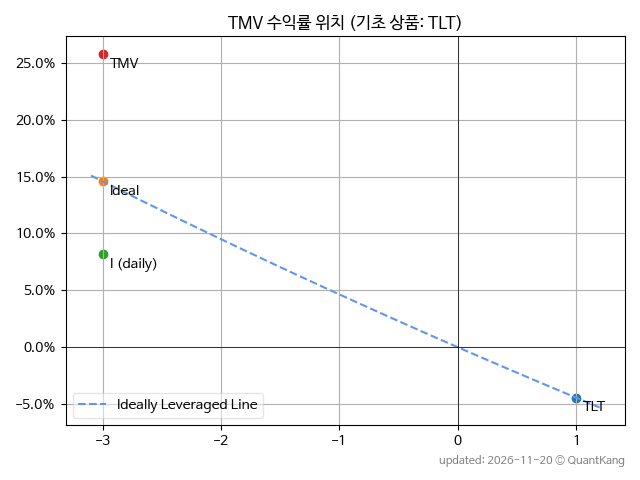 TMV 수익률 위치 (기초 상품: TLT)
25.0%
20.0%
15.0%
10.0%
5.0%
0.0%
−5.0%
TMV
Ideal
I (daily)
TLT
Ideally Leveraged Line
−3
−2
−1
0
1
updated: 2026−11−20 © QuantKang